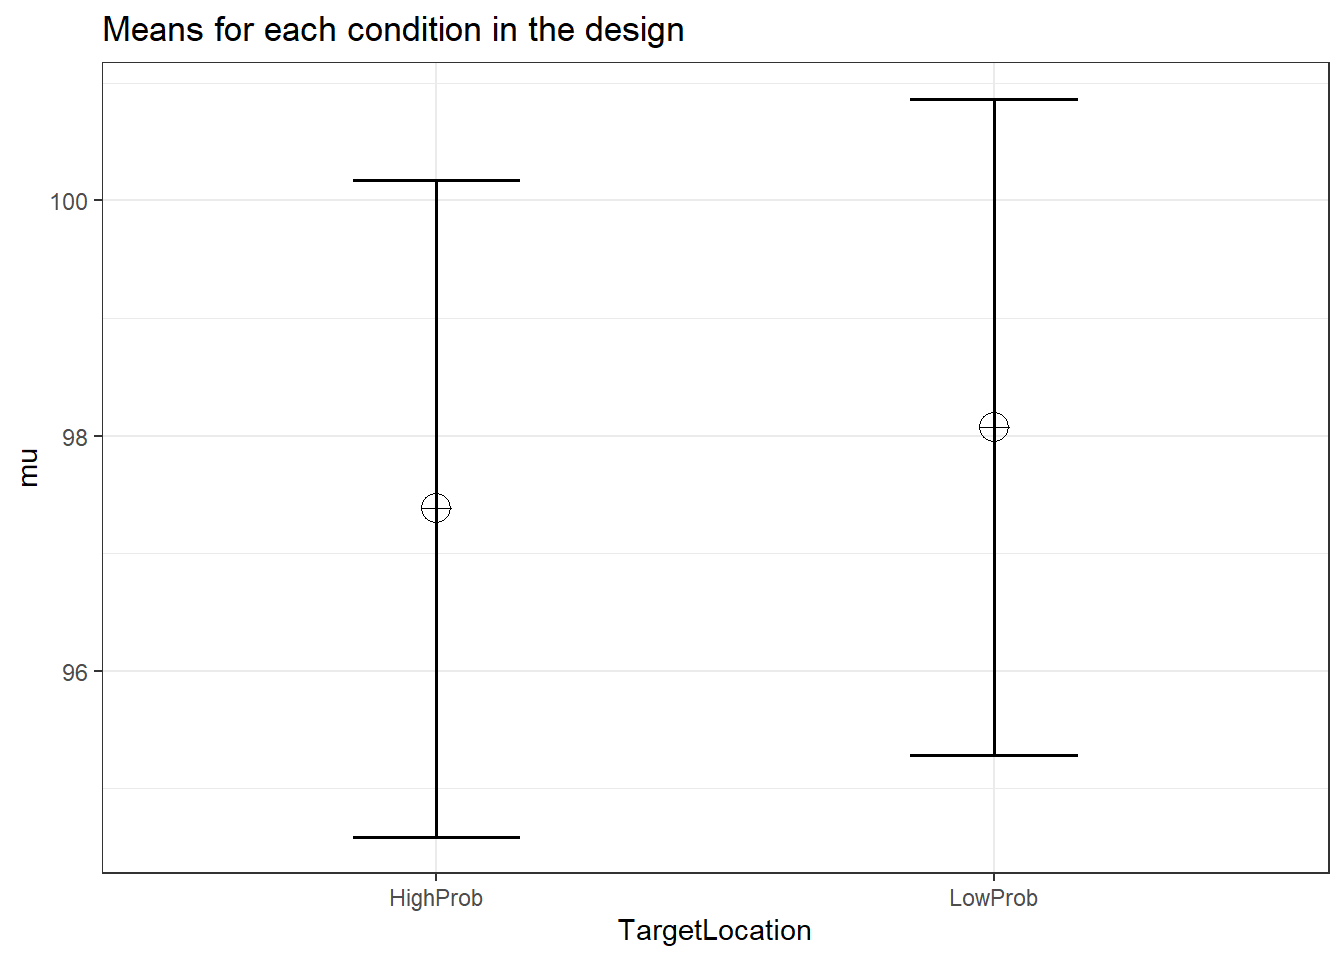 Means for each condition in the design
mu
100
98
96
HighProb
LowProb
TargetLocation